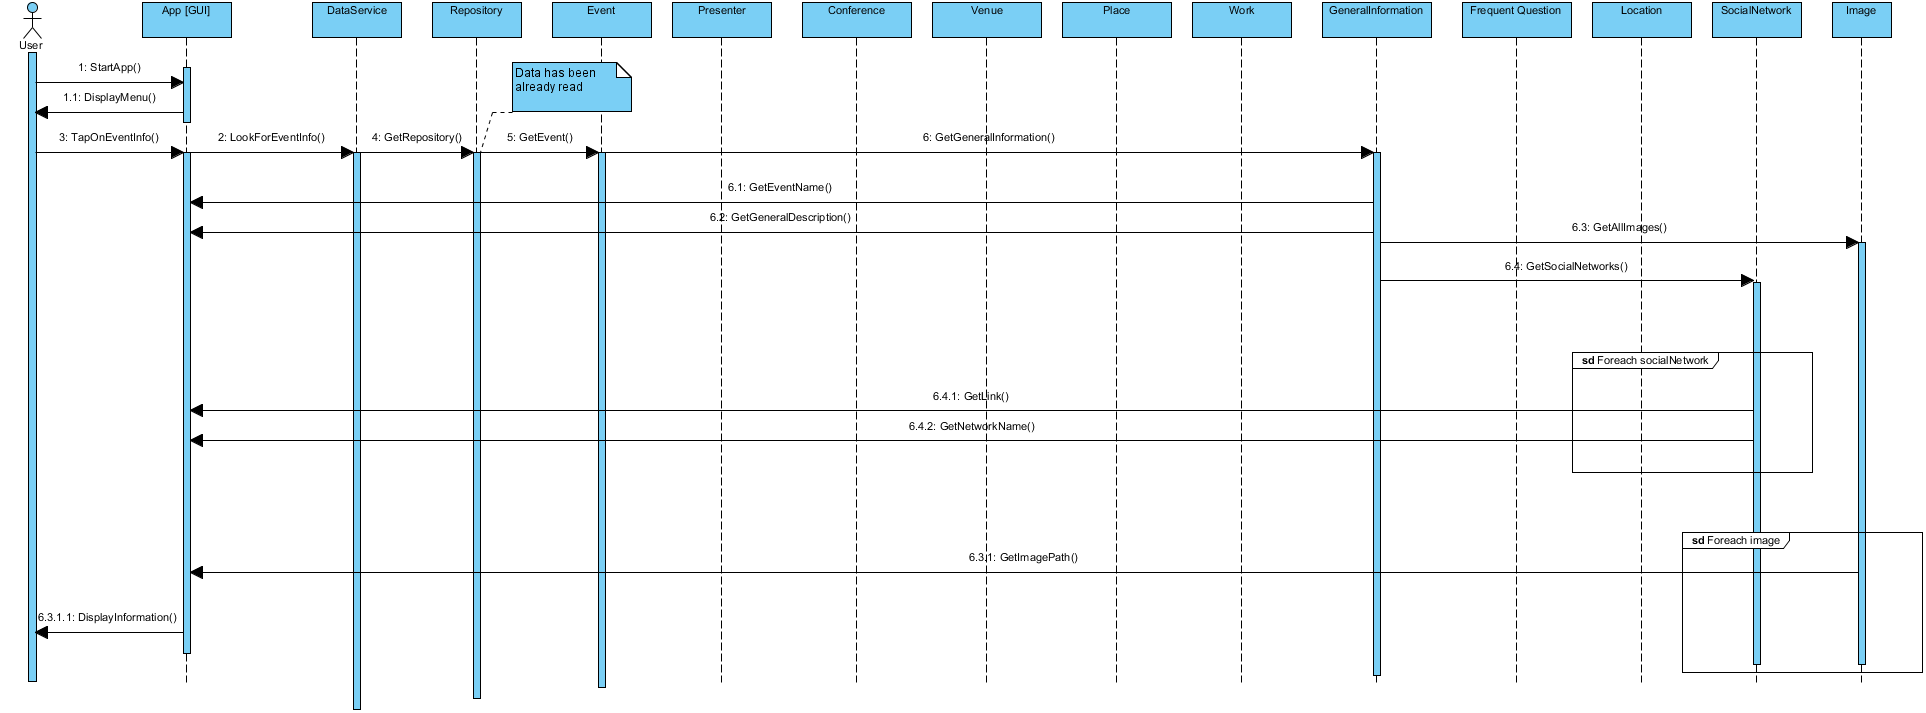 App [GUI]
DataService
Repository
Event
Presenter
Conference
Venue
Place
Work
GeneralInformation
Frequent Question
Location
SocialNetwork
Image
User
1: StartApp()
Data has been
already read
1.1: DisplayMenu()
3: TapOnEventInfo()
2: LookForEventInfo()
4: GetRepository()
5: GetEvent()
6: GetGeneralInformation()
6.1: GetEventName()
6.2: GetGeneralDescription()
6.3: GetAllImages()
6.4: GetSocialNetworks()
sd Foreach socialNetwork
6.4.1: GetLink()
6.4.2: GetNetworkName()
sd Foreach image
6.3.1: GetImagePath()
6.3.1.1: DisplayInformation()